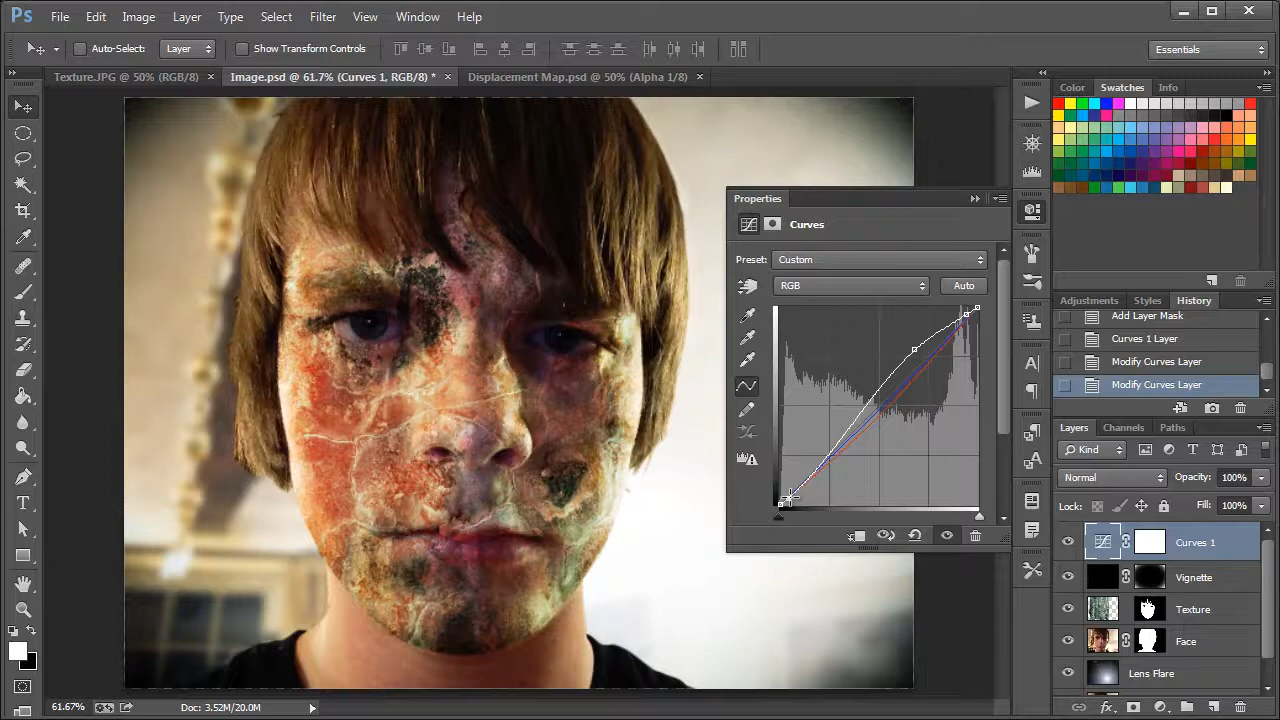 Ps File Edit Image Layer Type Select Filter View Window Help
Auto-Select: Layer Show Transform Controls Essentials
Texture.JPG @ 50% (RGB/8) × Image.psd @ 61.7% (Curves 1, RGB/8) * × Displacement Map.psd @ 50% (Alpha 1/8) ×
Color Swatches Info
Properties
Curves
Preset: Custom
RGB Auto
Adjustments Styles History
Add Layer Mask
Curves 1 Layer
Modify Curves Layer
Modify Curves Layer
Layers Channels Paths
Kind
Normal Opacity: 100%
Lock: Fill: 100%
Curves 1
Vignette
Texture
Face
Lens Flare
61.67% Doc: 3.52M/20.0M